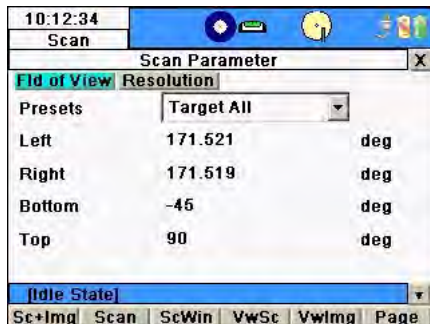 10:12:34
Scan
Scan Parameter X
Fld of View Resolution
Presets Target All
Left 171.521 deg
Right 171.519 deg
Bottom -45 deg
Top 90 deg
[Idle State]
Sc+Img Scan ScWin VwSc VwImg Page